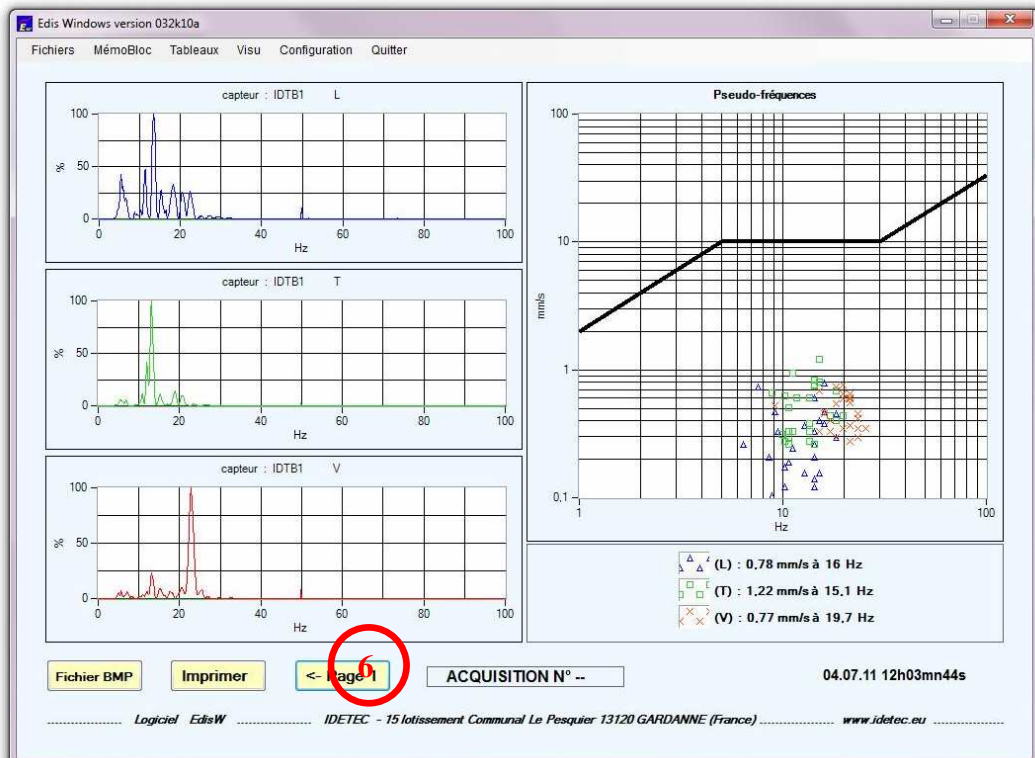 Edis Windows version 032k10a
Fichiers MémoBloc Tableaux Visu Configuration Quitter
capteur : IDTB1 L
100
50
0
%
0 20 40 60 80 100
Hz
capteur : IDTB1 T
100
50
0
%
0 20 40 60 80 100
Hz
capteur : IDTB1 V
100
50
0
%
0 20 40 60 80 100
Hz
Pseudo-fréquences
100
10
1
0,1
mm/s
1 10 100
Hz
(L) : 0,78 mm/s à 16 Hz
(T) : 1,22 mm/s à 15,1 Hz
(V) : 0,77 mm/s à 19,7 Hz
Fichier BMP Imprimer <- Page 1 6 ACQUISITION N° -- 04.07.11 12h03mn44s
Logiciel EdisW IDETEC - 15 lotissement Communal Le Pesquier 13120 GARDANNE (France) www.idetec.eu